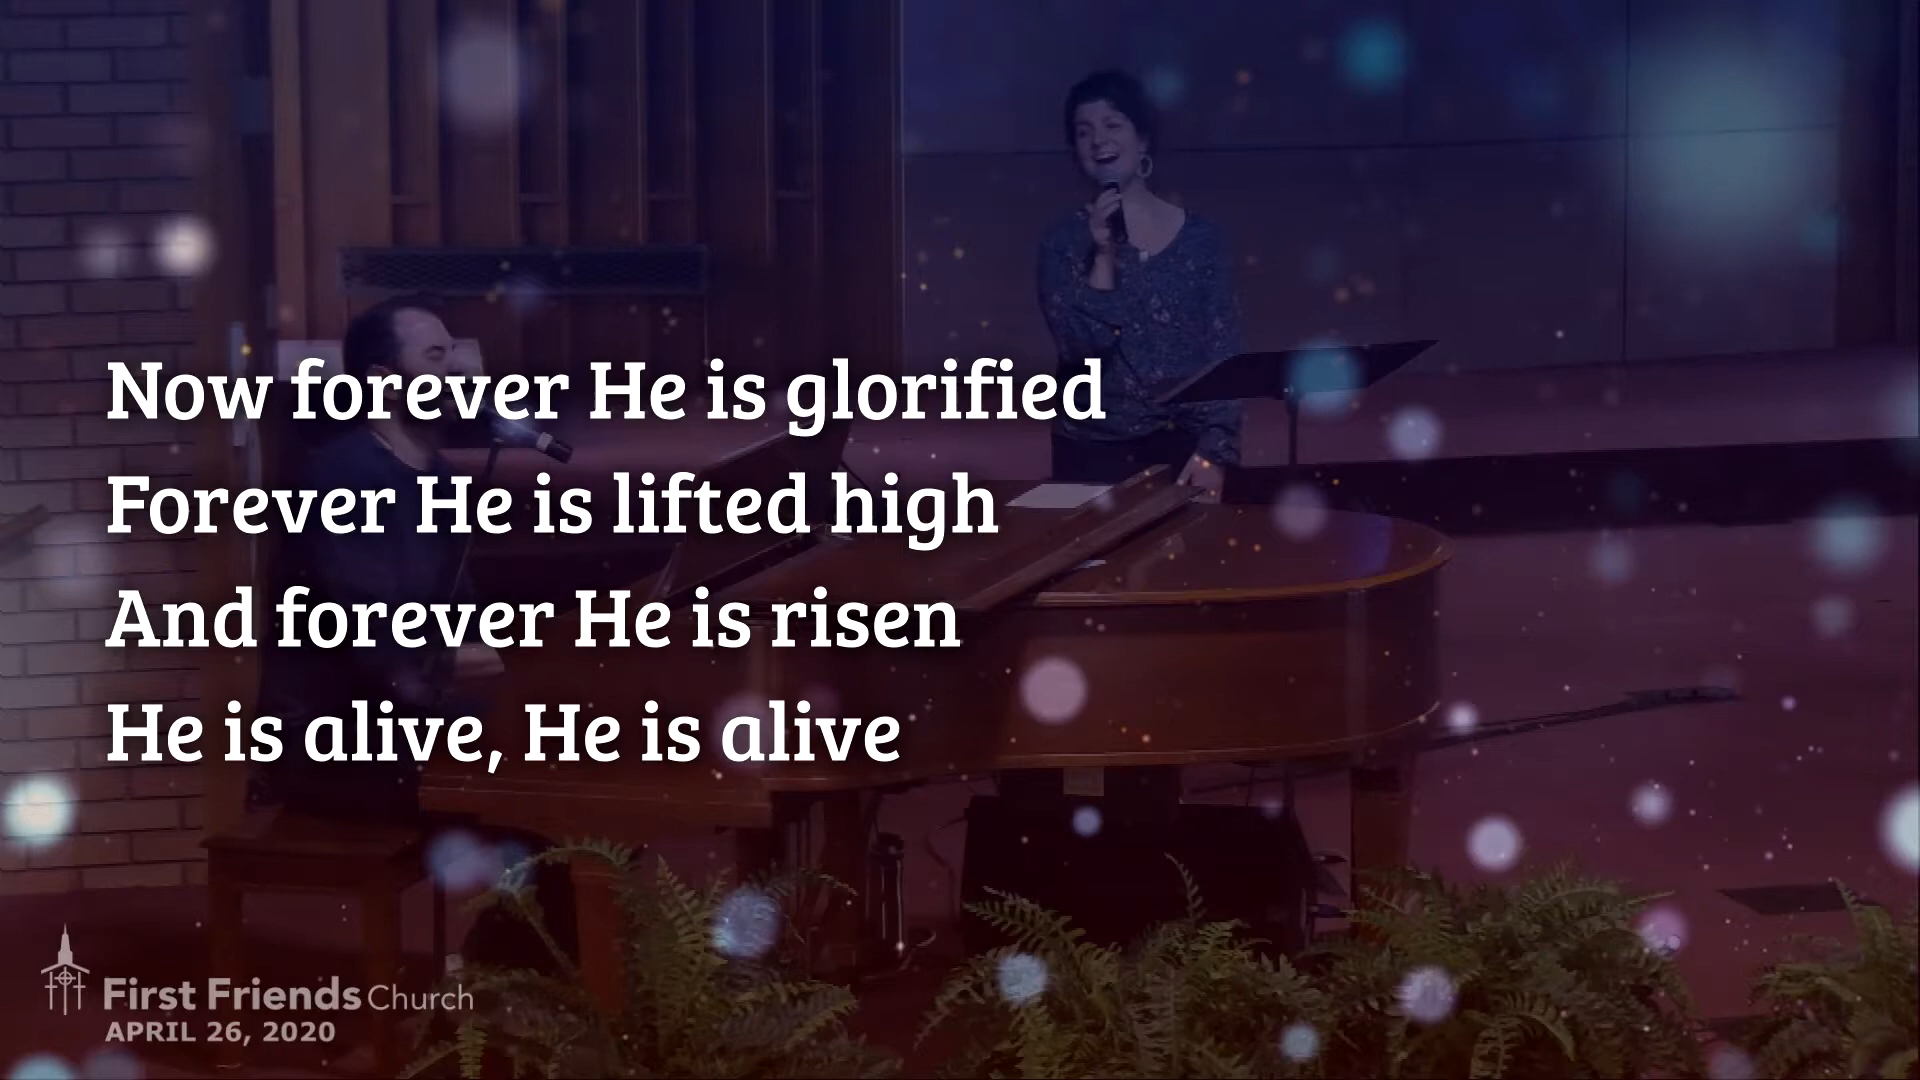 Now forever He is glorified
Forever He is lifted high
And forever He is risen
He is alive, He is alive
First Friends Church
APRIL 26, 2020